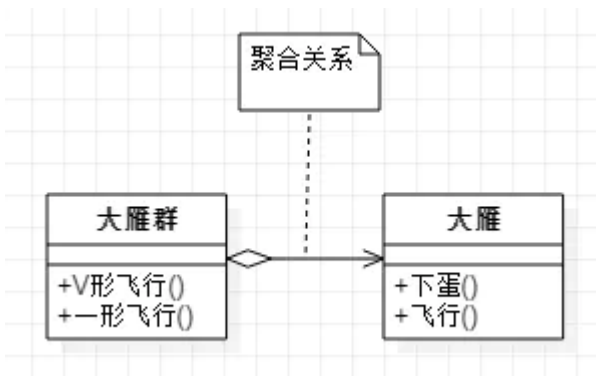 聚合关系
大雁群
大雁
+V形飞行()
+一形飞行()
+下蛋()
+飞行()